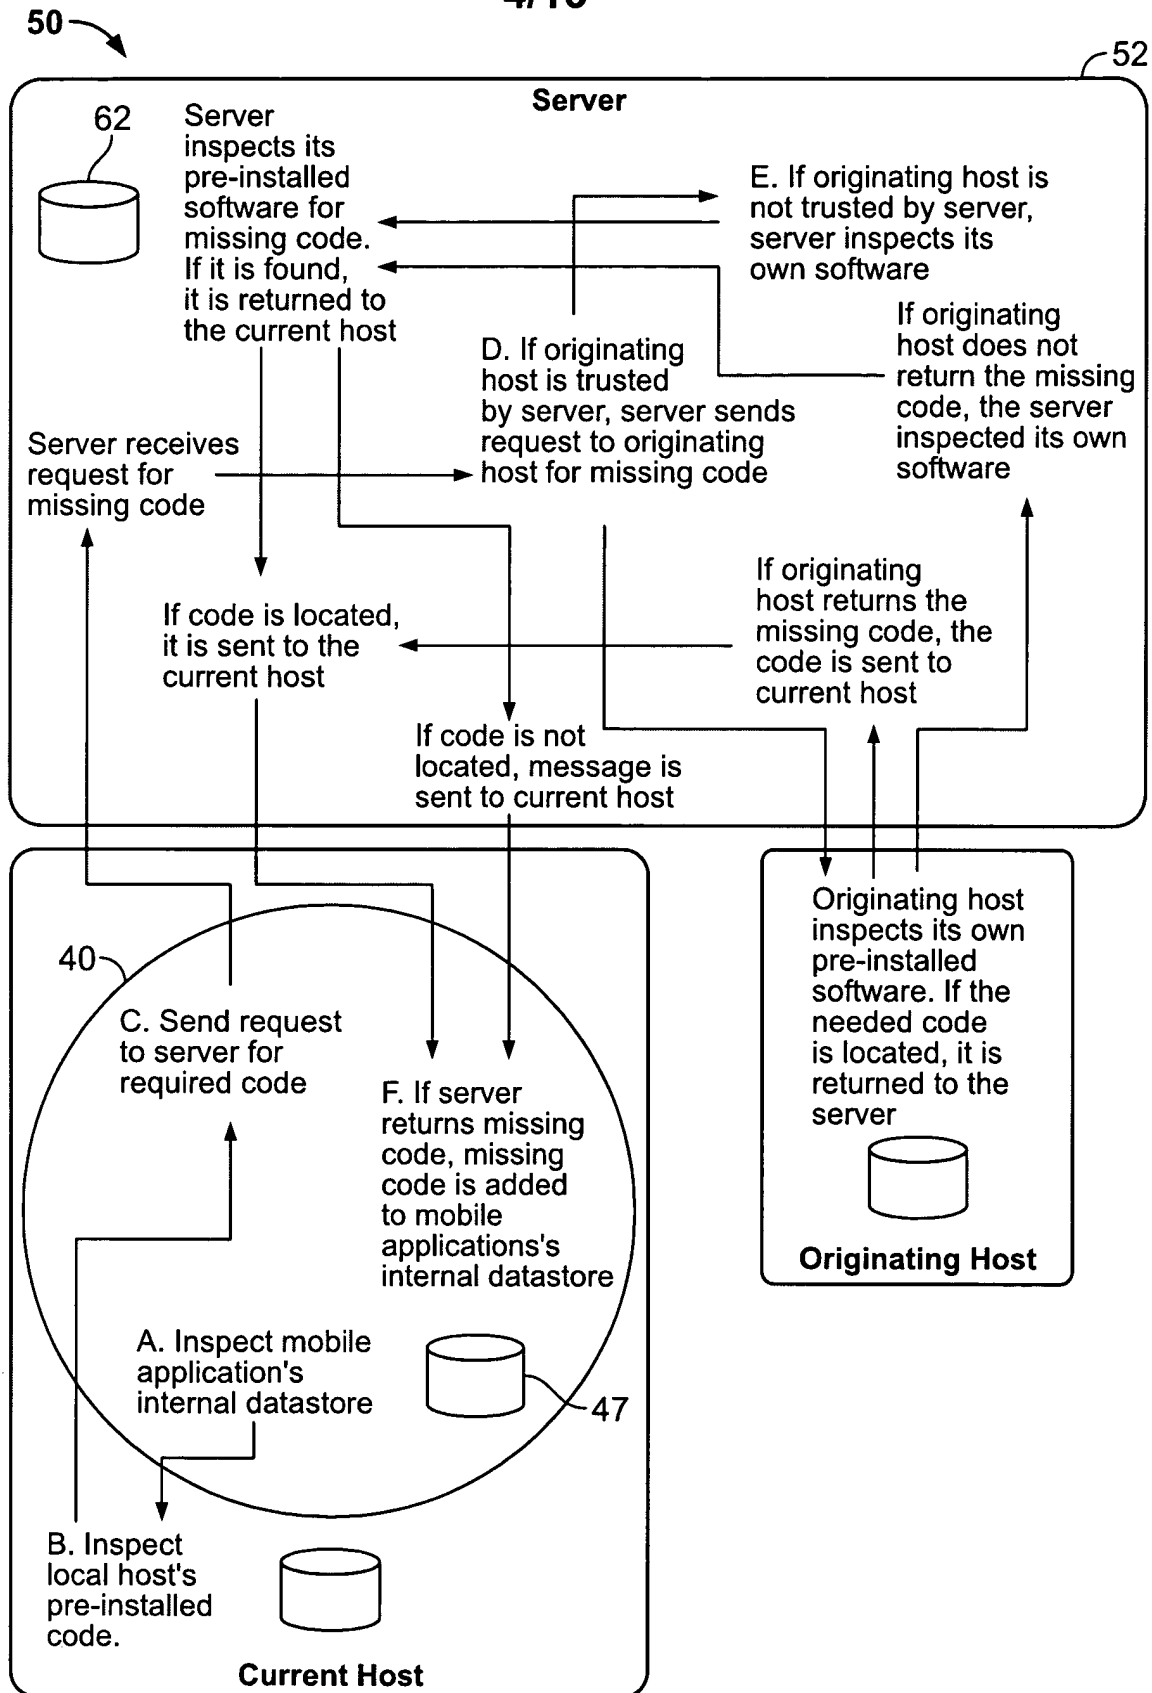 50
52
Server
62
Server
inspects its
pre-installed
software for
missing code.
If it is found,
it is returned to
the current host
E. If originating host is
not trusted by server,
server inspects its
own software
If originating
host does not
return the missing
code, the server
inspected its own
software
D. If originating
host is trusted
by server, server sends
request to originating
host for missing code
Server receives
request for
missing code
If originating
host returns the
missing code, the
code is sent to
current host
If code is located,
it is sent to the
current host
If code is not
located, message is
sent to current host
40
C. Send request
to server for
required code
F. If server
returns missing
code, missing
code is added
to mobile
applications's
internal datastore
A. Inspect mobile
application's
internal datastore
47
B. Inspect
local host's
pre-installed
code.
Current Host
Originating host
inspects its own
pre-installed
software. If the
needed code
is located, it is
returned to the
server
Originating Host